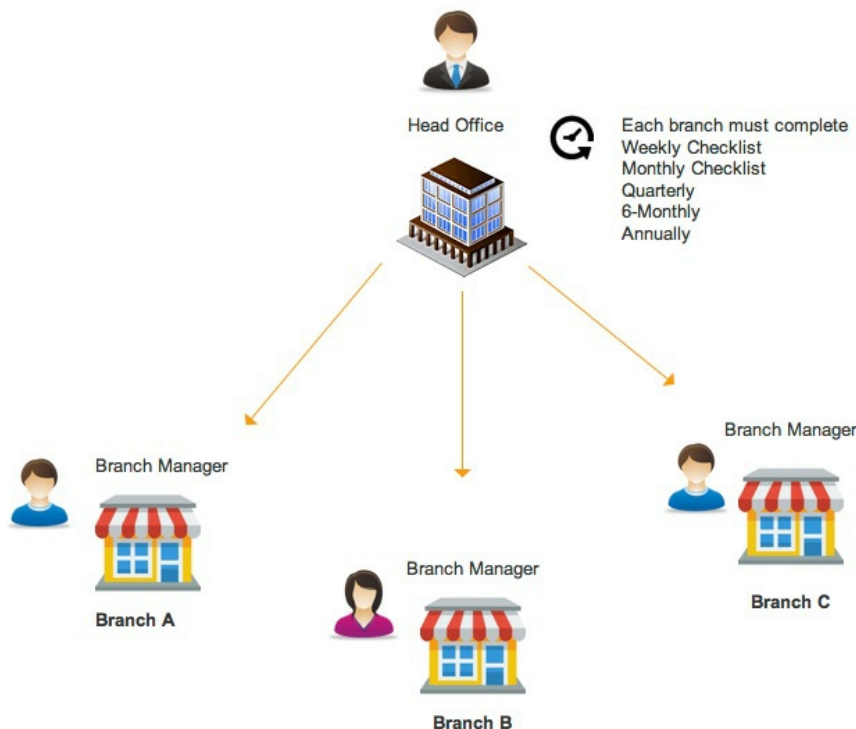 Head Office
Each branch must complete
Weekly Checklist
Monthly Checklist
Quarterly
6-Monthly
Annually
Branch Manager
Branch A
Branch Manager
Branch B
Branch Manager
Branch C